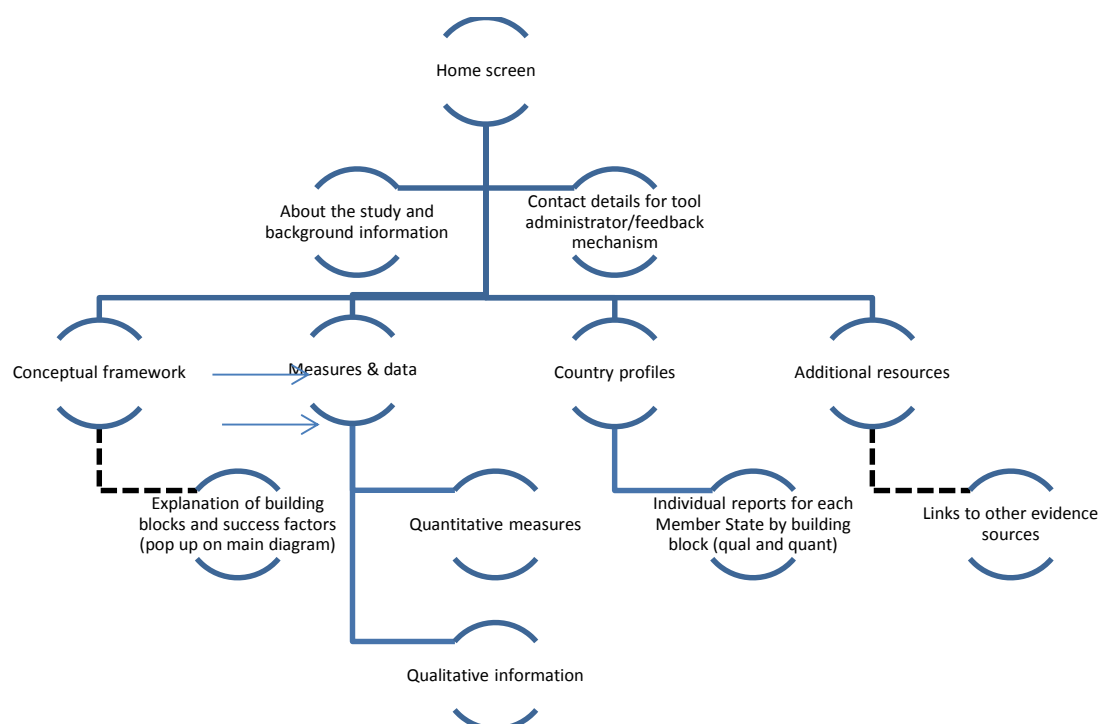 Home screen
About the study and
background information
Contact details for tool
administrator/feedback
mechanism
Conceptual framework
Measures & data
Country profiles
Additional resources
Explanation of building
blocks and success factors
(pop up on main diagram)
Quantitative measures
Individual reports for each
Member State by building
block (qual and quant)
Links to other evidence
sources
Qualitative information